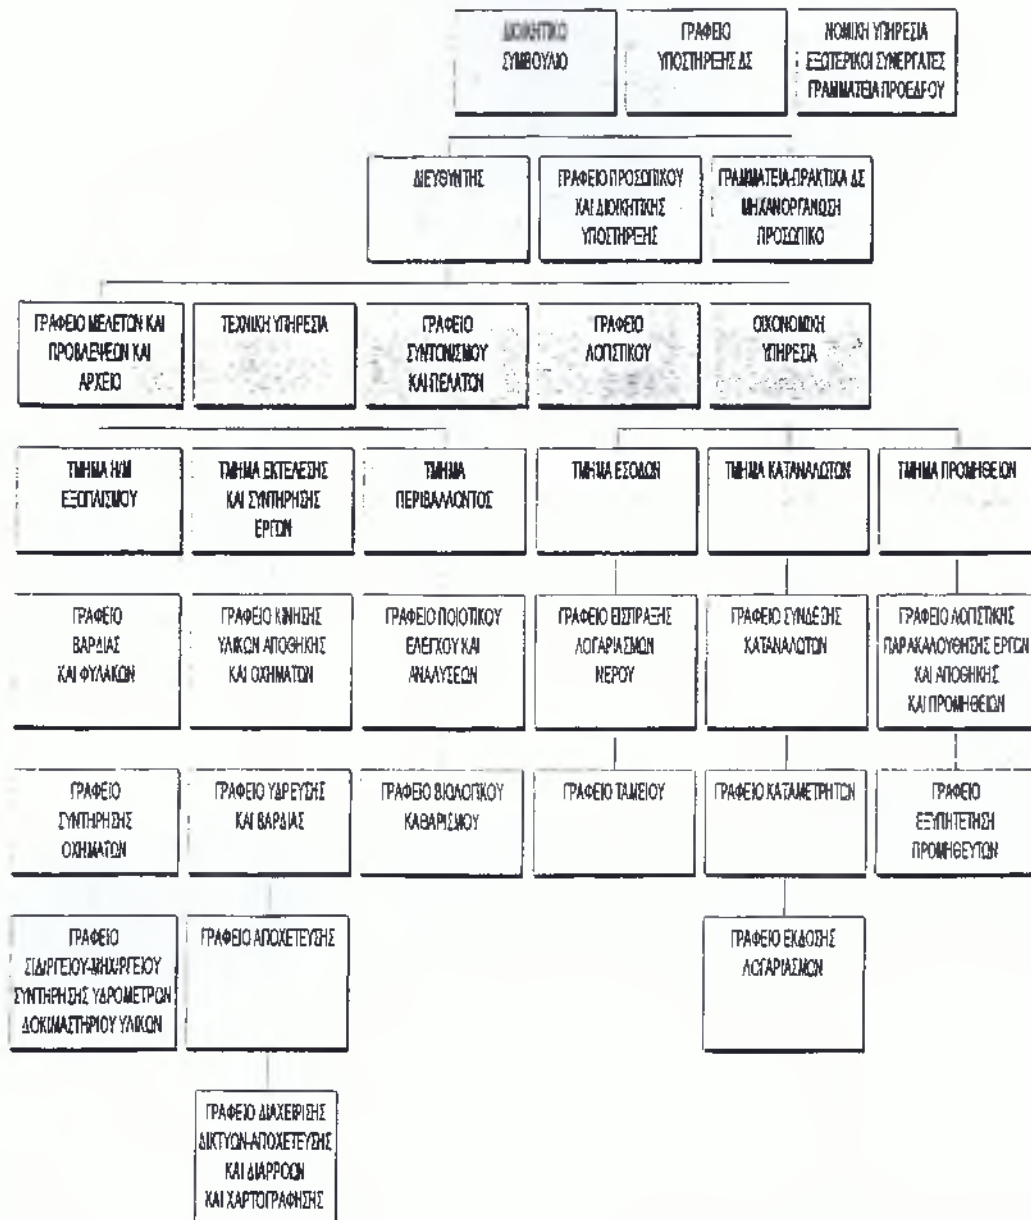 ΔΙΟΙΚΗΤΙΚΟ
ΣΥΜΒΟΥΛΙΟ
ΓΡΑΦΕΙΟ
ΥΠΟΣΤΗΡΙΞΗΣ ΔΣ
ΝΟΜΙΚΗ ΥΠΗΡΕΣΙΑ
ΕΞΩΤΕΡΙΚΟΙ ΣΥΝΕΡΓΑΤΕΣ
ΓΡΑΜΜΑΤΕΙΑ ΠΡΟΕΔΡΟΥ
ΔΙΕΥΘΥΝΤΗΣ
ΓΡΑΦΕΙΟ ΠΡΟΣΩΠΙΚΟΥ
ΚΑΙ ΔΙΟΙΚΗΤΙΚΗΣ
ΥΠΟΣΤΗΡΙΞΗΣ
ΓΡΑΜΜΑΤΕΙΑ-ΠΡΑΚΤΙΚΑ ΔΣ
ΜΗΧΑΝΟΡΓΑΝΩΣΗ
ΠΡΟΣΩΠΙΚΟ
ΓΡΑΦΕΙΟ ΜΕΛΕΤΩΝ ΚΑΙ
ΠΡΟΒΛΕΨΕΩΝ ΚΑΙ
ΑΡΧΕΙΟ
ΤΕΧΝΙΚΗ ΥΠΗΡΕΣΙΑ
ΓΡΑΦΕΙΟ
ΣΥΝΤΟΝΙΣΜΟΥ
ΚΑΙ ΠΕΛΑΤΩΝ
ΓΡΑΦΕΙΟ
ΛΟΓΙΣΤΙΚΟΥ
ΟΙΚΟΝΟΜΙΚΗ
ΥΠΗΡΕΣΙΑ
ΤΜΗΜΑ Η/Μ
ΕΞΟΠΛΙΣΜΟΥ
ΤΜΗΜΑ ΕΚΤΕΛΕΣΗΣ
ΚΑΙ ΣΥΝΤΗΡΗΣΗΣ
ΕΡΓΩΝ
ΤΜΗΜΑ
ΠΕΡΙΒΑΛΛΟΝΤΟΣ
ΤΜΗΜΑ ΕΣΟΔΩΝ
ΤΜΗΜΑ ΚΑΤΑΝΑΛΩΤΩΝ
ΤΜΗΜΑ ΠΡΟΜΗΘΕΙΩΝ
ΓΡΑΦΕΙΟ
ΒΑΡΔΙΑΣ
ΚΑΙ ΦΥΛΑΚΩΝ
ΓΡΑΦΕΙΟ ΚΙΝΗΣΗΣ
ΥΛΙΚΩΝ ΑΠΟΘΗΚΗΣ
ΚΑΙ ΟΧΗΜΑΤΩΝ
ΓΡΑΦΕΙΟ ΠΟΙΟΤΙΚΟΥ
ΕΛΕΓΧΟΥ ΚΑΙ
ΑΝΑΛΥΣΕΩΝ
ΓΡΑΦΕΙΟ ΕΙΣΠΡΑΞΗΣ
ΛΟΓΑΡΙΑΣΜΩΝ
ΝΕΡΟΥ
ΓΡΑΦΕΙΟ ΣΥΝΔΕΣΗΣ
ΚΑΤΑΝΑΛΩΤΩΝ
ΓΡΑΦΕΙΟ ΛΟΓΙΣΤΙΚΗΣ
ΠΑΡΑΚΑΛΟΥΘΗΣΗΣ ΕΡΓΩΝ
ΚΑΙ ΑΠΟΘΗΚΗΣ
ΚΑΙ ΠΡΟΜΗΘΕΙΩΝ
ΓΡΑΦΕΙΟ
ΣΥΝΤΗΡΗΣΗΣ
ΟΧΗΜΑΤΩΝ
ΓΡΑΦΕΙΟ ΥΔΡΕΥΣΗΣ
ΚΑΙ ΒΑΡΔΙΑΣ
ΓΡΑΦΕΙΟ ΒΙΟΛΟΓΙΚΟΥ
ΚΑΘΑΡΙΣΜΟΥ
ΓΡΑΦΕΙΟ ΤΑΜΕΙΟΥ
ΓΡΑΦΕΙΟ ΚΑΤΑΜΕΤΡΗΤΩΝ
ΓΡΑΦΕΙΟ
ΕΞΥΠΗΤΕΤΗΣΗ
ΠΡΟΜΗΘΕΥΤΩΝ
ΓΡΑΦΕΙΟ
ΣΙΔ/ΡΓΕΙΟΥ-ΜΗΧ/ΡΓΕΙΟΥ
ΣΥΝΤΗΡΗΣΗΣ ΥΔΡΟΜΕΤΡΩΝ
ΔΟΚΙΜΑΣΤΗΡΙΟΥ ΥΛΙΚΩΝ
ΓΡΑΦΕΙΟ ΑΠΟΧΕΤΕΥΣΗΣ
ΓΡΑΦΕΙΟ ΕΚΔΟΣΗΣ
ΛΟΓΑΡΙΑΣΜΩΝ
ΓΡΑΦΕΙΟ ΔΙΑΧΕΙΡΙΣΗΣ
ΔΙΚΤΥΩΝ-ΑΠΟΧΕΤΕΥΣΗΣ
ΚΑΙ ΔΙΑΡΡΟΩΝ
ΚΑΙ ΧΑΡΤΟΓΡΑΦΗΣΗΣ